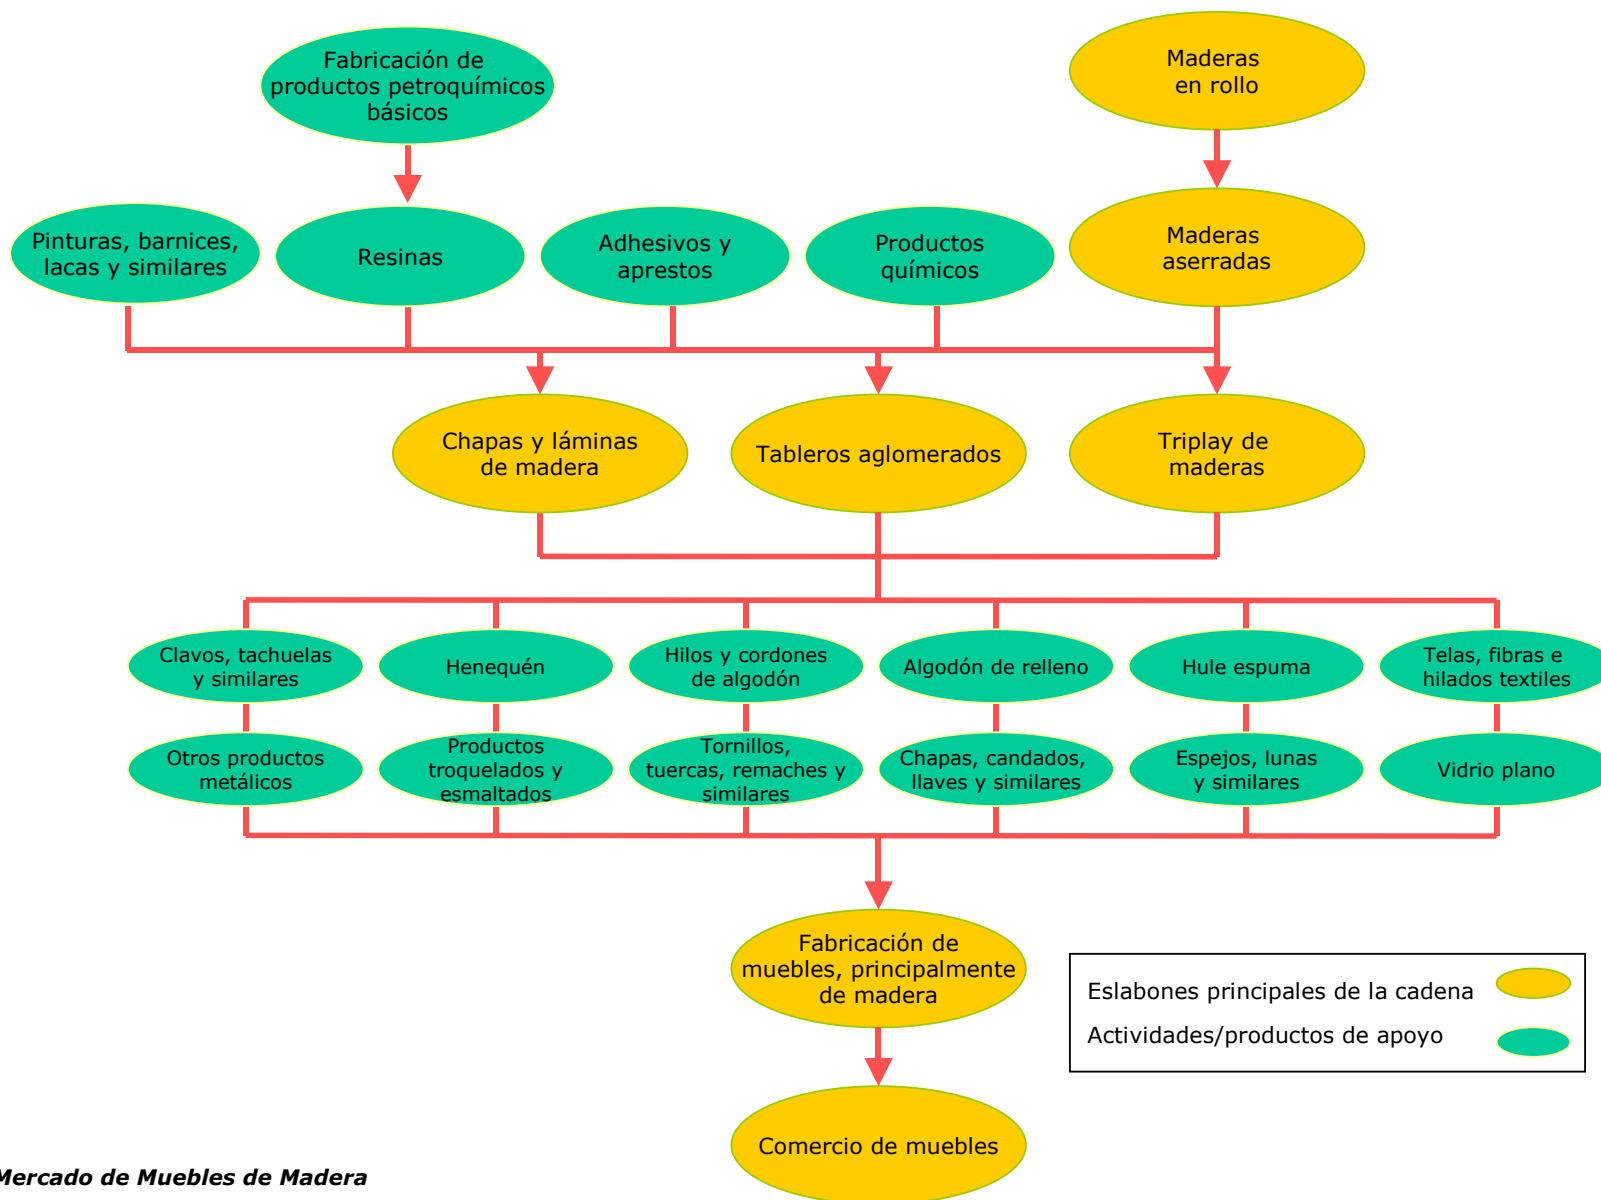 Fabricación de
productos petroquímicos
básicos
Maderas
en rollo
Pinturas, barnices,
lacas y similares
Resinas
Adhesivos y
aprestos
Productos
químicos
Maderas
aserradas
Chapas y láminas
de madera
Tableros aglomerados
Triplay de
maderas
Clavos, tachuelas
y similares
Henequén
Hilos y cordones
de algodón
Algodón de relleno
Hule espuma
Telas, fibras e
hilados textiles
Otros productos
metálicos
Productos
troquelados y
esmaltados
Tornillos,
tuercas, remaches y
similares
Chapas, candados,
llaves y similares
Espejos, lunas
y similares
Vidrio plano
Fabricación de
muebles, principalmente
de madera
Eslabones principales de la cadena
Actividades/productos de apoyo
Comercio de muebles
Mercado de Muebles de Madera